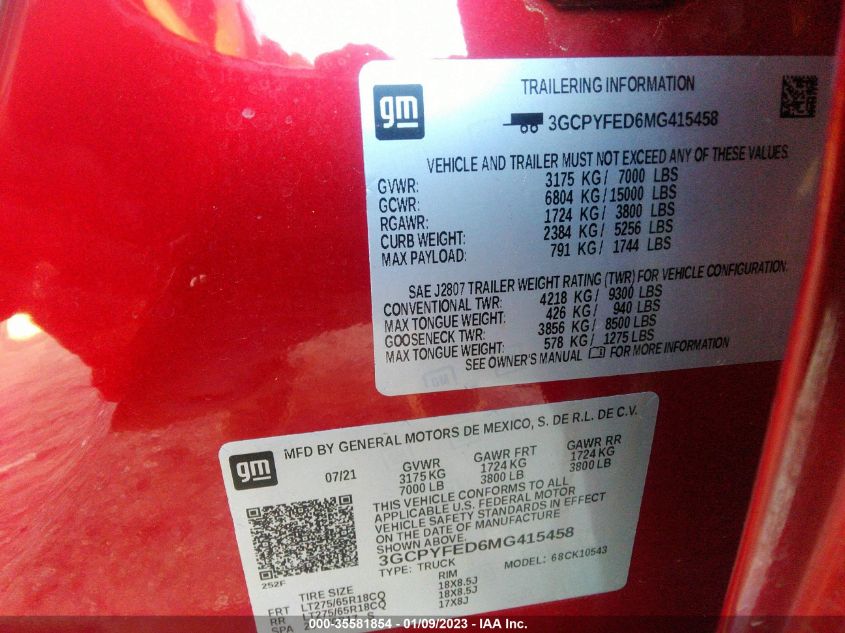 gm
TRAILERING INFORMATION
3GCPYFED6MG415458
VEHICLE AND TRAILER MUST NOT EXCEED ANY OF THESE VALUES.
GVWR: 3175 KG/ 7000 LBS
GCWR: 6804 KG/15000 LBS
RGAWR: 1724 KG/ 3800 LBS
CURB WEIGHT: 2384 KG/ 5256 LBS
MAX PAYLOAD: 791 KG/ 1744 LBS
SAE J2807 TRAILER WEIGHT RATING (TWR) FOR VEHICLE CONFIGURATION:
CONVENTIONAL TWR: 4218 KG/ 9300 LBS
MAX TONGUE WEIGHT: 426 KG/ 940 LBS
GOOSENECK TWR: 3856 KG/ 8500 LBS
MAX TONGUE WEIGHT: 578 KG/ 1275 LBS
SEE OWNER'S MANUAL FOR MORE INFORMATION
gm
MFD BY GENERAL MOTORS DE MEXICO, S. DE R.L. DE C.V.
07/21 GVWR GAWR FRT GAWR RR
3175 KG 1724 KG 1724 KG
7000 LB 3800 LB 3800 LB
THIS VEHICLE CONFORMS TO ALL
APPLICABLE U.S. FEDERAL MOTOR
VEHICLE SAFETY STANDARDS IN EFFECT
ON THE DATE OF MANUFACTURE
SHOWN ABOVE.
3GCPYFED6MG415458
TYPE: TRUCK MODEL: 68CK10543
252F
TIRE SIZE RIM
FRT LT275/65R18CQ 18X8.5J
RR LT275/65R18CQ 18X8.5J
SPA 17X8J
000-35581854 | 01/09/2023 - IAA Inc.